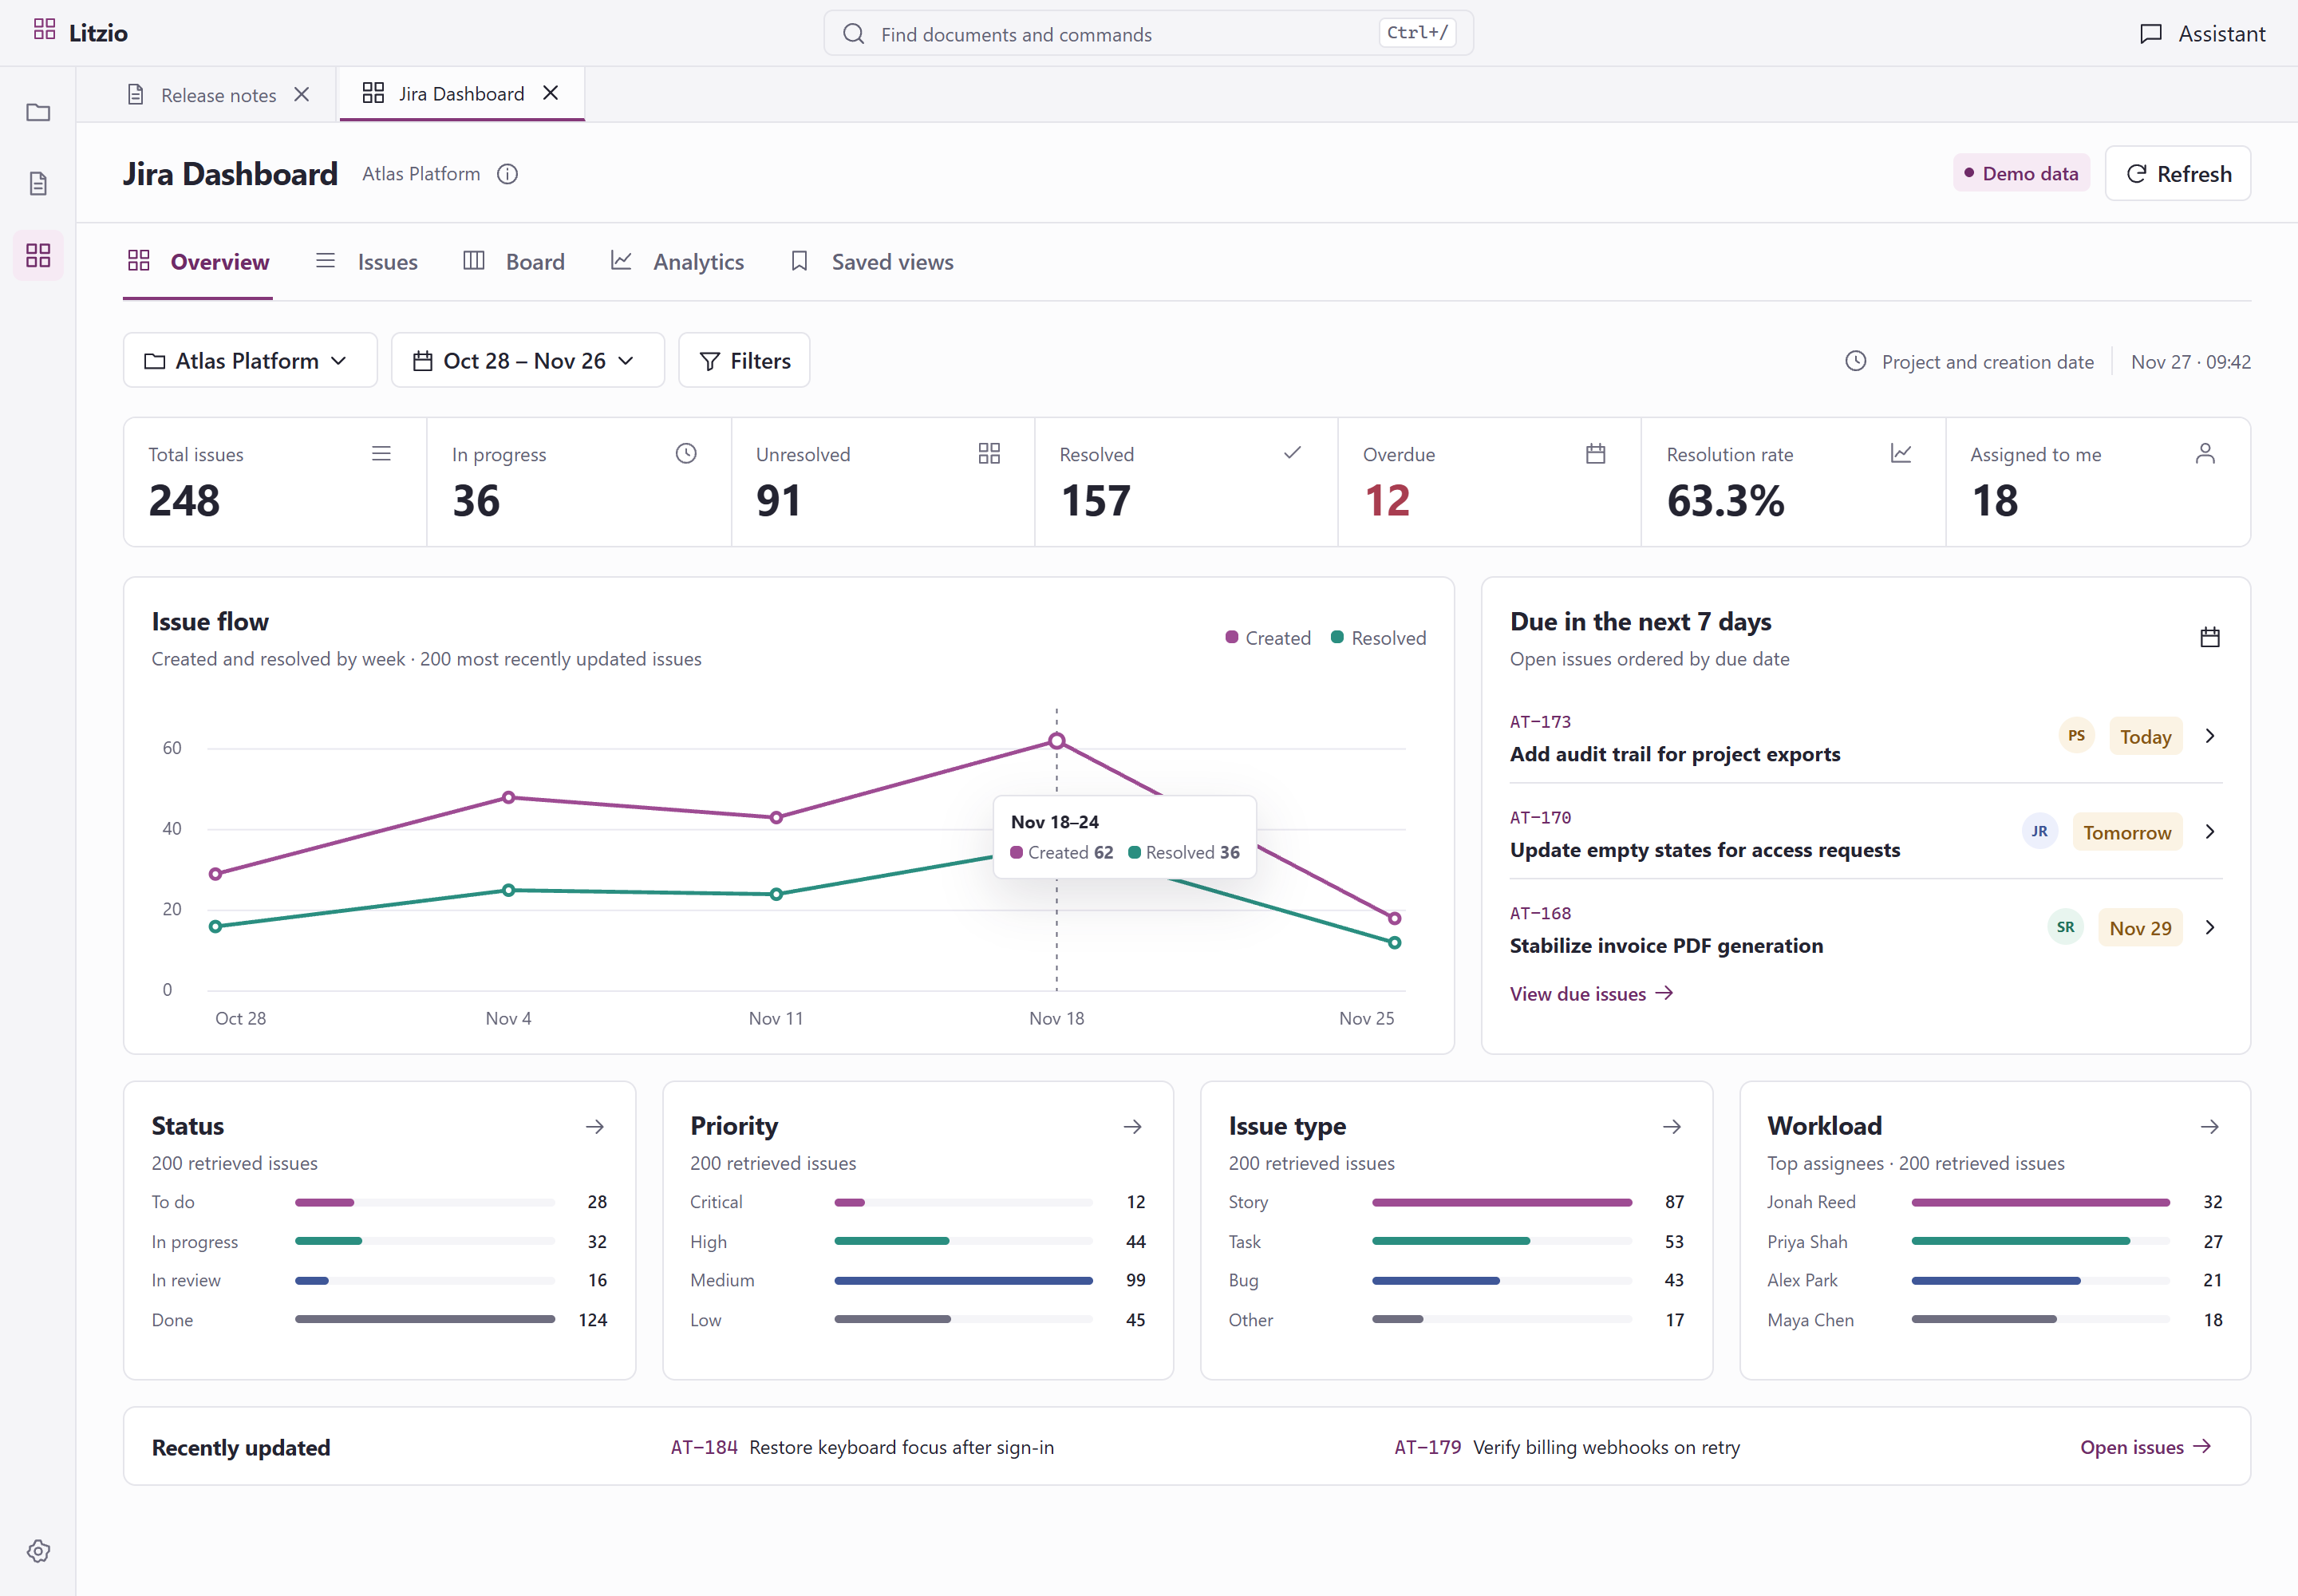 Litzio
Find documents and commands
Ctrl+/
Assistant
Release notes
Jira Dashboard
Jira Dashboard
Atlas Platform
Demo data
Refresh
Overview
Issues
Board
Analytics
Saved views
Atlas Platform
Oct 28 – Nov 26
Filters
Project and creation date
Nov 27 · 09:42
Total issues
248
In progress
36
Unresolved
91
Resolved
157
Overdue
12
Resolution rate
63.3%
Assigned to me
18
Issue flow
Created and resolved by week · 200 most recently updated issues
Created
Resolved
60
40
20
0
Nov 18–24
Created 62 Resolved 36
Oct 28
Nov 4
Nov 11
Nov 18
Nov 25
Due in the next 7 days
Open issues ordered by due date
AT-173
Add audit trail for project exports
PS
Today
AT-170
Update empty states for access requests
JR
Tomorrow
AT-168
Stabilize invoice PDF generation
SR
Nov 29
View due issues
Status
200 retrieved issues
To do 28
In progress 32
In review 16
Done 124
Priority
200 retrieved issues
Critical 12
High 44
Medium 99
Low 45
Issue type
200 retrieved issues
Story 87
Task 53
Bug 43
Other 17
Workload
Top assignees · 200 retrieved issues
Jonah Reed 32
Priya Shah 27
Alex Park 21
Maya Chen 18
Recently updated
AT-184 Restore keyboard focus after sign-in
AT-179 Verify billing webhooks on retry
Open issues